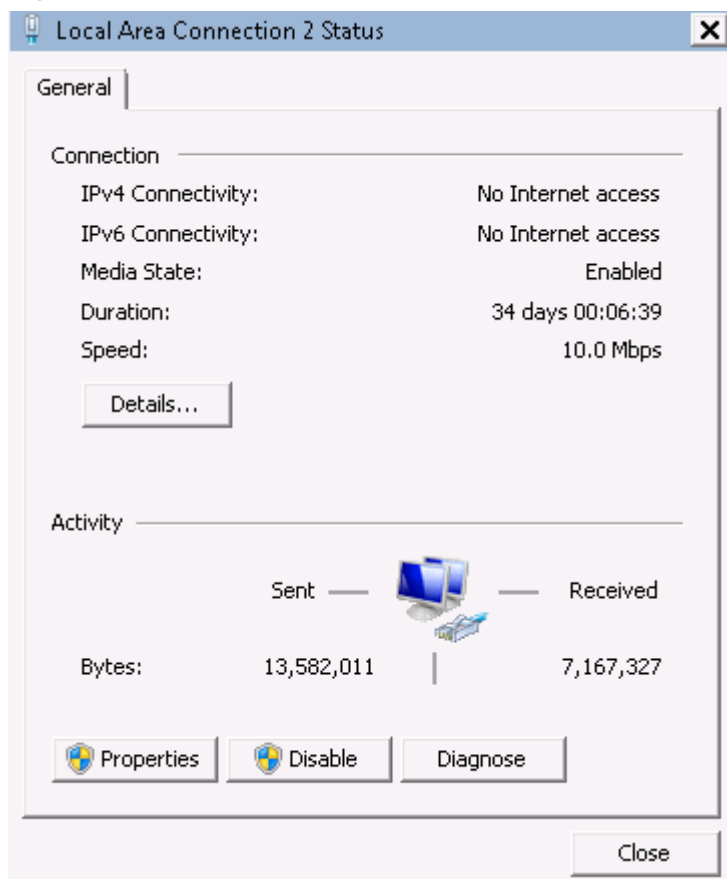 Local Area Connection 2 Status
General
Connection
IPv4 Connectivity: No Internet access
IPv6 Connectivity: No Internet access
Media State: Enabled
Duration: 34 days 00:06:39
Speed: 10.0 Mbps
Details...
Activity
Sent Received
Bytes: 13,582,011 7,167,327
Properties Disable Diagnose
Close